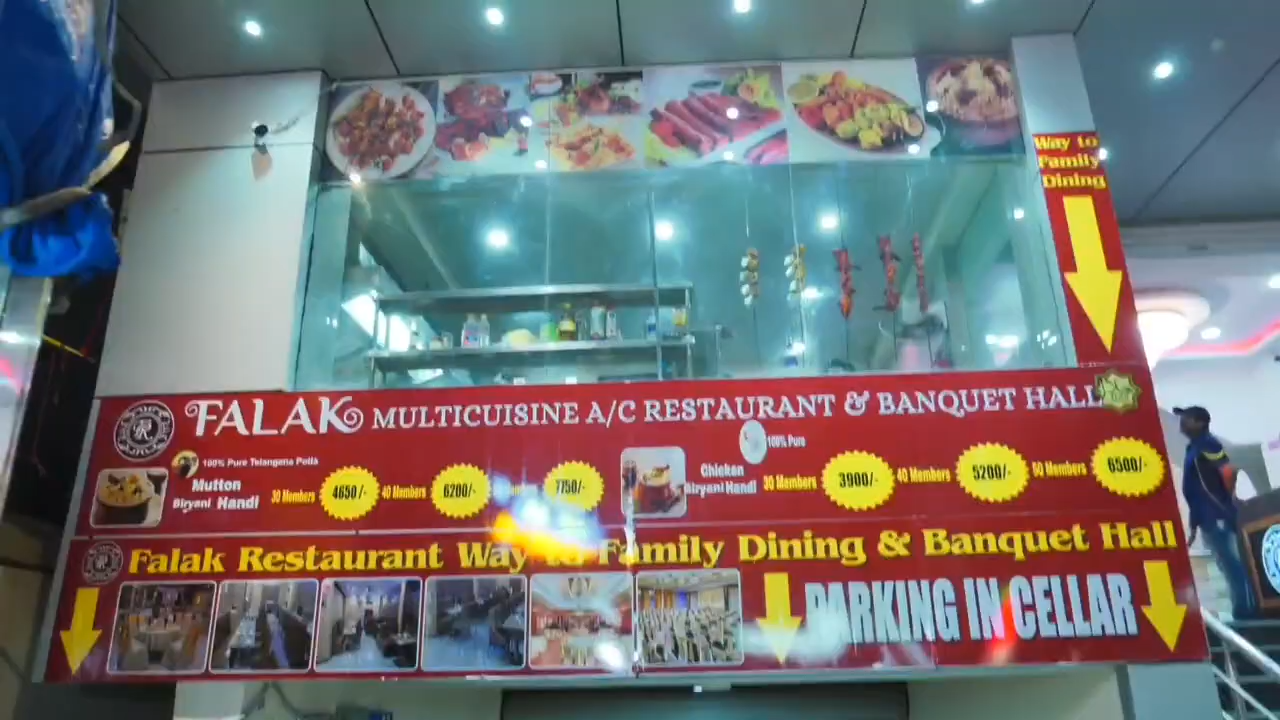 Way to
Family
Dining
FALAK MULTICUISINE A/C RESTAURANT & BANQUET HALL
100% Pure Telangana Potla
Mutton
Biryani Handi
30 Members 4650/- 40 Members 6200/- 7750/-
100% Pure
Chicken
Biryani Handi
30 Members 3900/- 40 Members 5200/- 50 Members 6500/-
Falak Restaurant Way to Family Dining & Banquet Hall
PARKING IN CELLAR